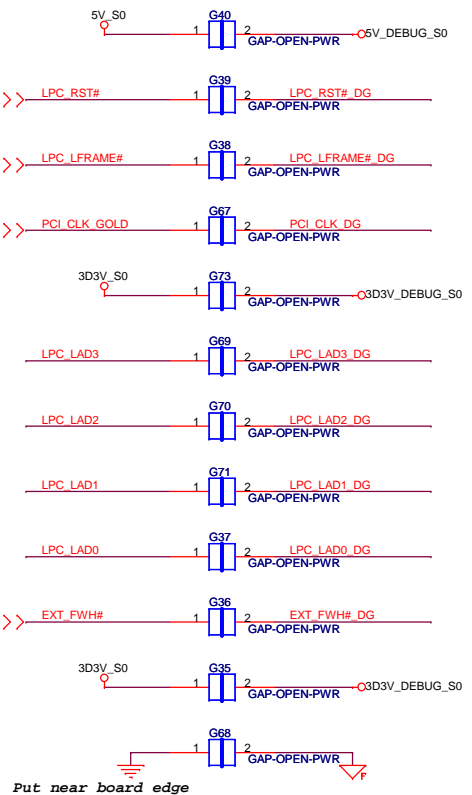 5V_S0 G40 5V_DEBUG_S0
1 2
GAP-OPEN-PWR
G39
LPC_RST# 1 2 LPC_RST#_DG
GAP-OPEN-PWR
G38
LPC_LFRAME# 1 2 LPC_LFRAME#_DG
GAP-OPEN-PWR
G67
PCI_CLK_GOLD 1 2 PCI_CLK_DG
GAP-OPEN-PWR
3D3V_S0 G73
1 2 3D3V_DEBUG_S0
GAP-OPEN-PWR
G69
LPC_LAD3 1 2 LPC_LAD3_DG
GAP-OPEN-PWR
G70
LPC_LAD2 1 2 LPC_LAD2_DG
GAP-OPEN-PWR
G71
LPC_LAD1 1 2 LPC_LAD1_DG
GAP-OPEN-PWR
G37
LPC_LAD0 1 2 LPC_LAD0_DG
GAP-OPEN-PWR
G36
EXT_FWH# 1 2 EXT_FWH#_DG
GAP-OPEN-PWR
3D3V_S0 G35
1 2 3D3V_DEBUG_S0
GAP-OPEN-PWR
G68
1 2
GAP-OPEN-PWR
F
Put near board edge